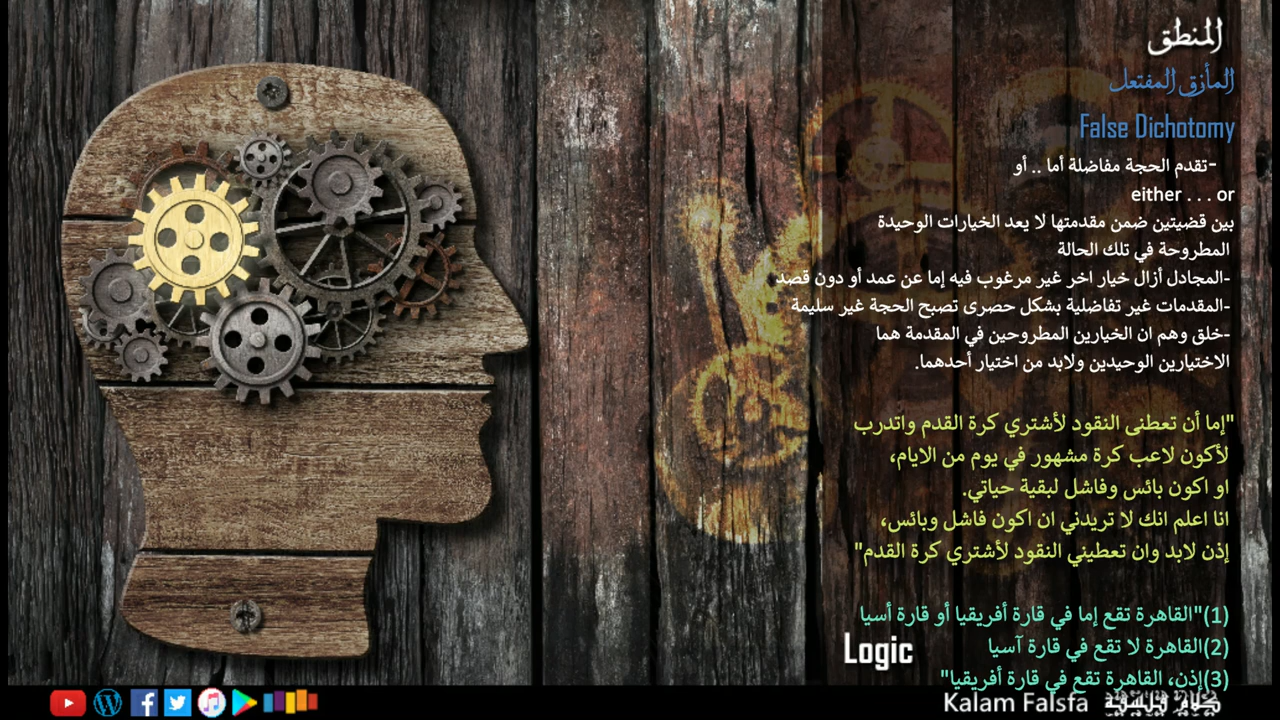 المنطق
المأزق المفتعل
False Dichotomy
-تقدم الحجة مفاضلة أما .. أو
either . . . or
بين قضيتين ضمن مقدمتها لا يعد الخيارات الوحيدة
المطروحة في تلك الحالة
-المجادل أزال خيار اخر غير مرغوب فيه إما عن عمد أو دون قصد
-المقدمات غير تفاضلية بشكل حصرى تصبح الحجة غير سليمة
-خلق وهم ان الخيارين المطروحين في المقدمة هما
الاختيارين الوحيدين ولابد من اختيار أحدهما.
"إما أن تعطنى النقود لأشتري كرة القدم واتدرب
لأكون لاعب كرة مشهور في يوم من الايام،
او اكون بائس وفاشل لبقية حياتي.
انا اعلم انك لا تريدني ان اكون فاشل وبائس،
إذن لابد وان تعطيني النقود لأشتري كرة القدم"
(1)"القاهرة تقع إما في قارة أفريقيا أو قارة أسيا
(2)القاهرة لا تقع في قارة آسيا
(3)إذن، القاهرة تقع في قارة أفريقيا"
Logic
Kalam Falsfa
كلام فلسفة